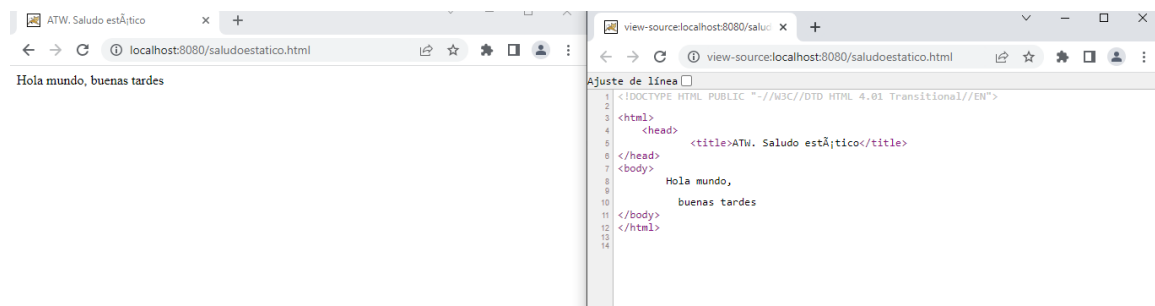 ATW. Saludo estÃ¡tico
localhost:8080/saludoestatico.html
Hola mundo, buenas tardes
view-source:localhost:8080/saluc
view-source:localhost:8080/saludoestatico.html
Ajuste de línea
1 <!DOCTYPE HTML PUBLIC "-//W3C//DTD HTML 4.01 Transitional//EN">
2
3 <html>
4 <head>
5 <title>ATW. Saludo estÃ¡tico</title>
6 </head>
7 <body>
8 Hola mundo,
9
10 buenas tardes
11 </body>
12 </html>
13
14